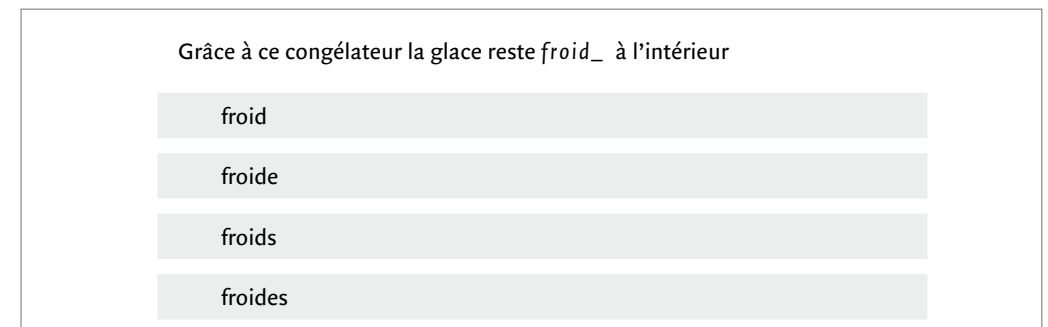 Grâce à ce congélateur la glace reste froid_ à l’intérieur
froid
froide
froids
froides